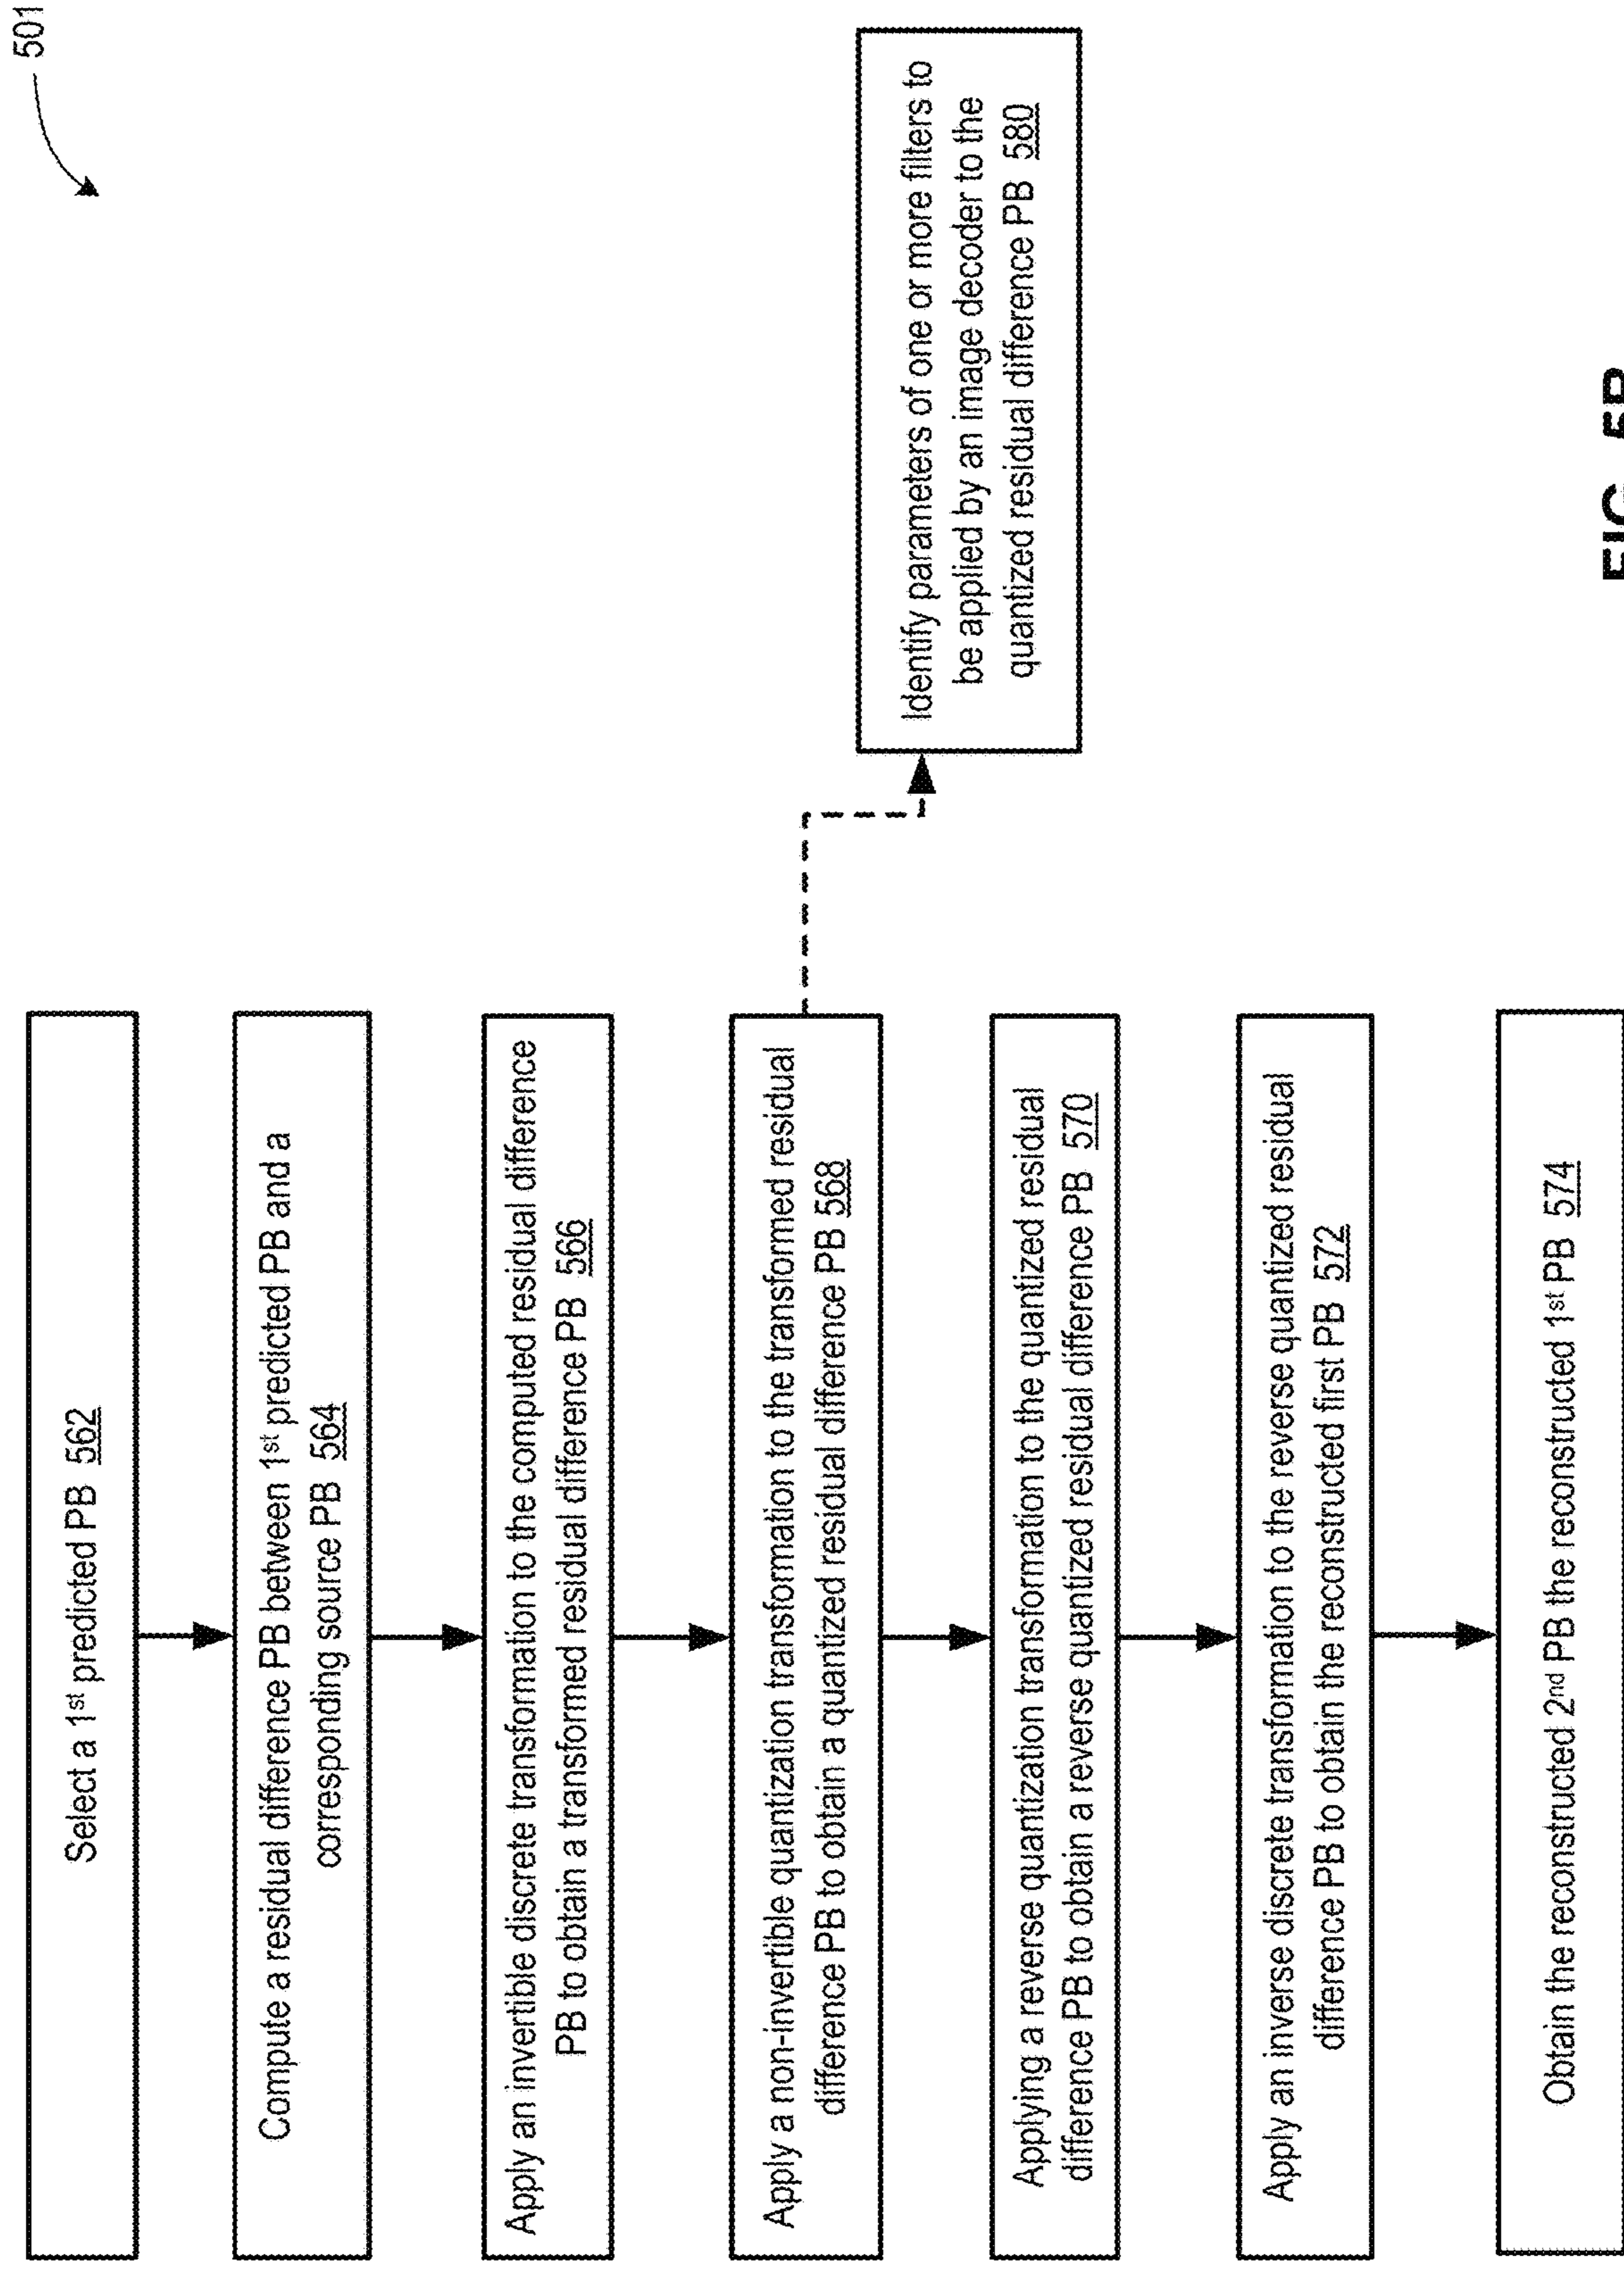 501
Select a 1st predicted PB 562
Compute a residual difference PB between 1st predicted PB and a
corresponding source PB 564
Apply an invertible discrete transformation to the computed residual difference
PB to obtain a transformed residual difference PB 566
Apply a non-invertible quantization transformation to the transformed residual
difference PB to obtain a quantized residual difference PB 568
Identify parameters of one or more filters to
be applied by an image decoder to the
quantized residual difference PB 580
Applying a reverse quantization transformation to the quantized residual
difference PB to obtain a reverse quantized residual difference PB 570
Apply an inverse discrete transformation to the reverse quantized residual
difference PB to obtain the reconstructed first PB 572
Obtain the reconstructed 2nd PB the reconstructed 1st PB 574
FIG. 5B